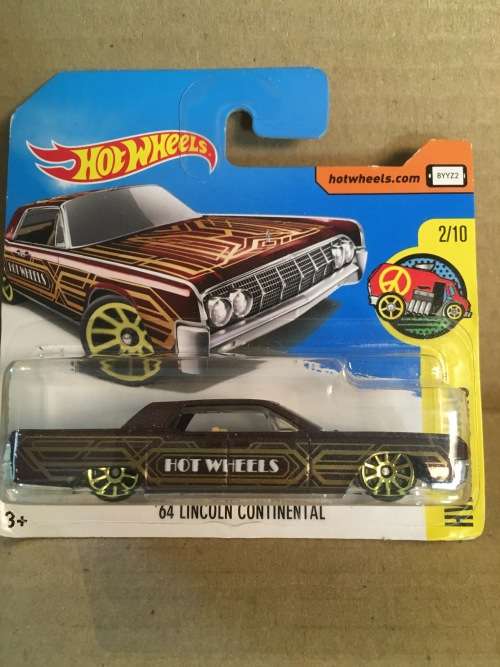 HOT WHEELS
hotwheels.com
BYYZ2
2/10
HOT WHEELS
HOT WHEELS
'64 LINCOLN CONTINENTAL
3+